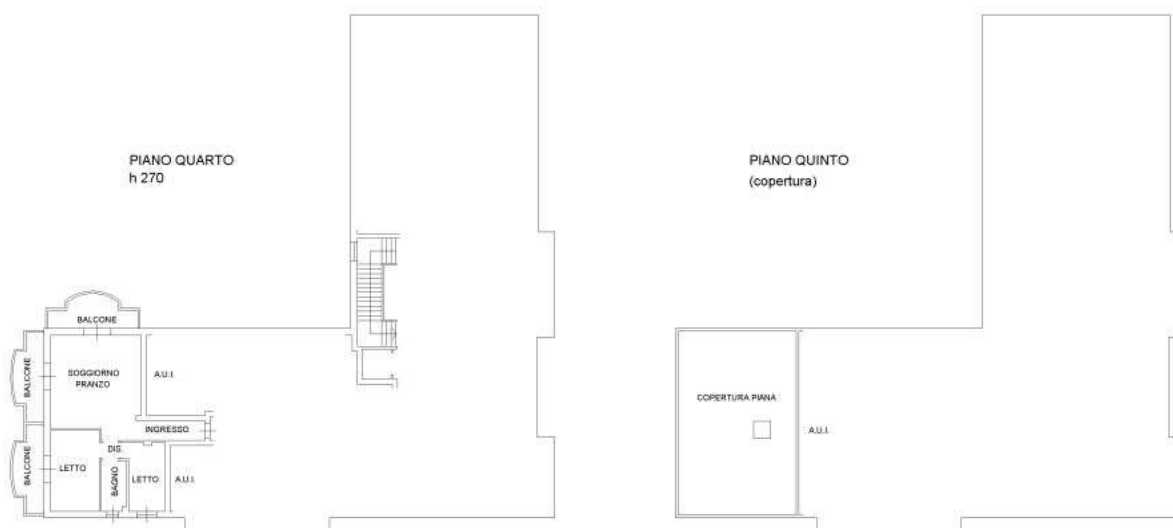 PIANO QUARTO
h 270
BALCONE
BALCONE
SOGGIORNO
PRANZO
A.U.I.
INGRESSO
DIS.
BALCONE
LETTO
BAGNO
LETTO
A.U.I.
PIANO QUINTO
(copertura)
COPERTURA PIANA
A.U.I.